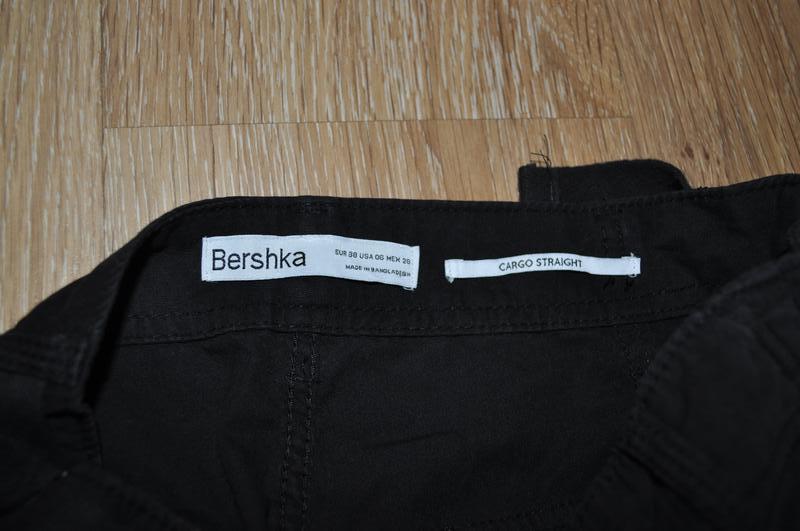 Bershka
EUR 38 USA 06 MEX 28
MADE IN BANGLADESH
CARGO STRAIGHT